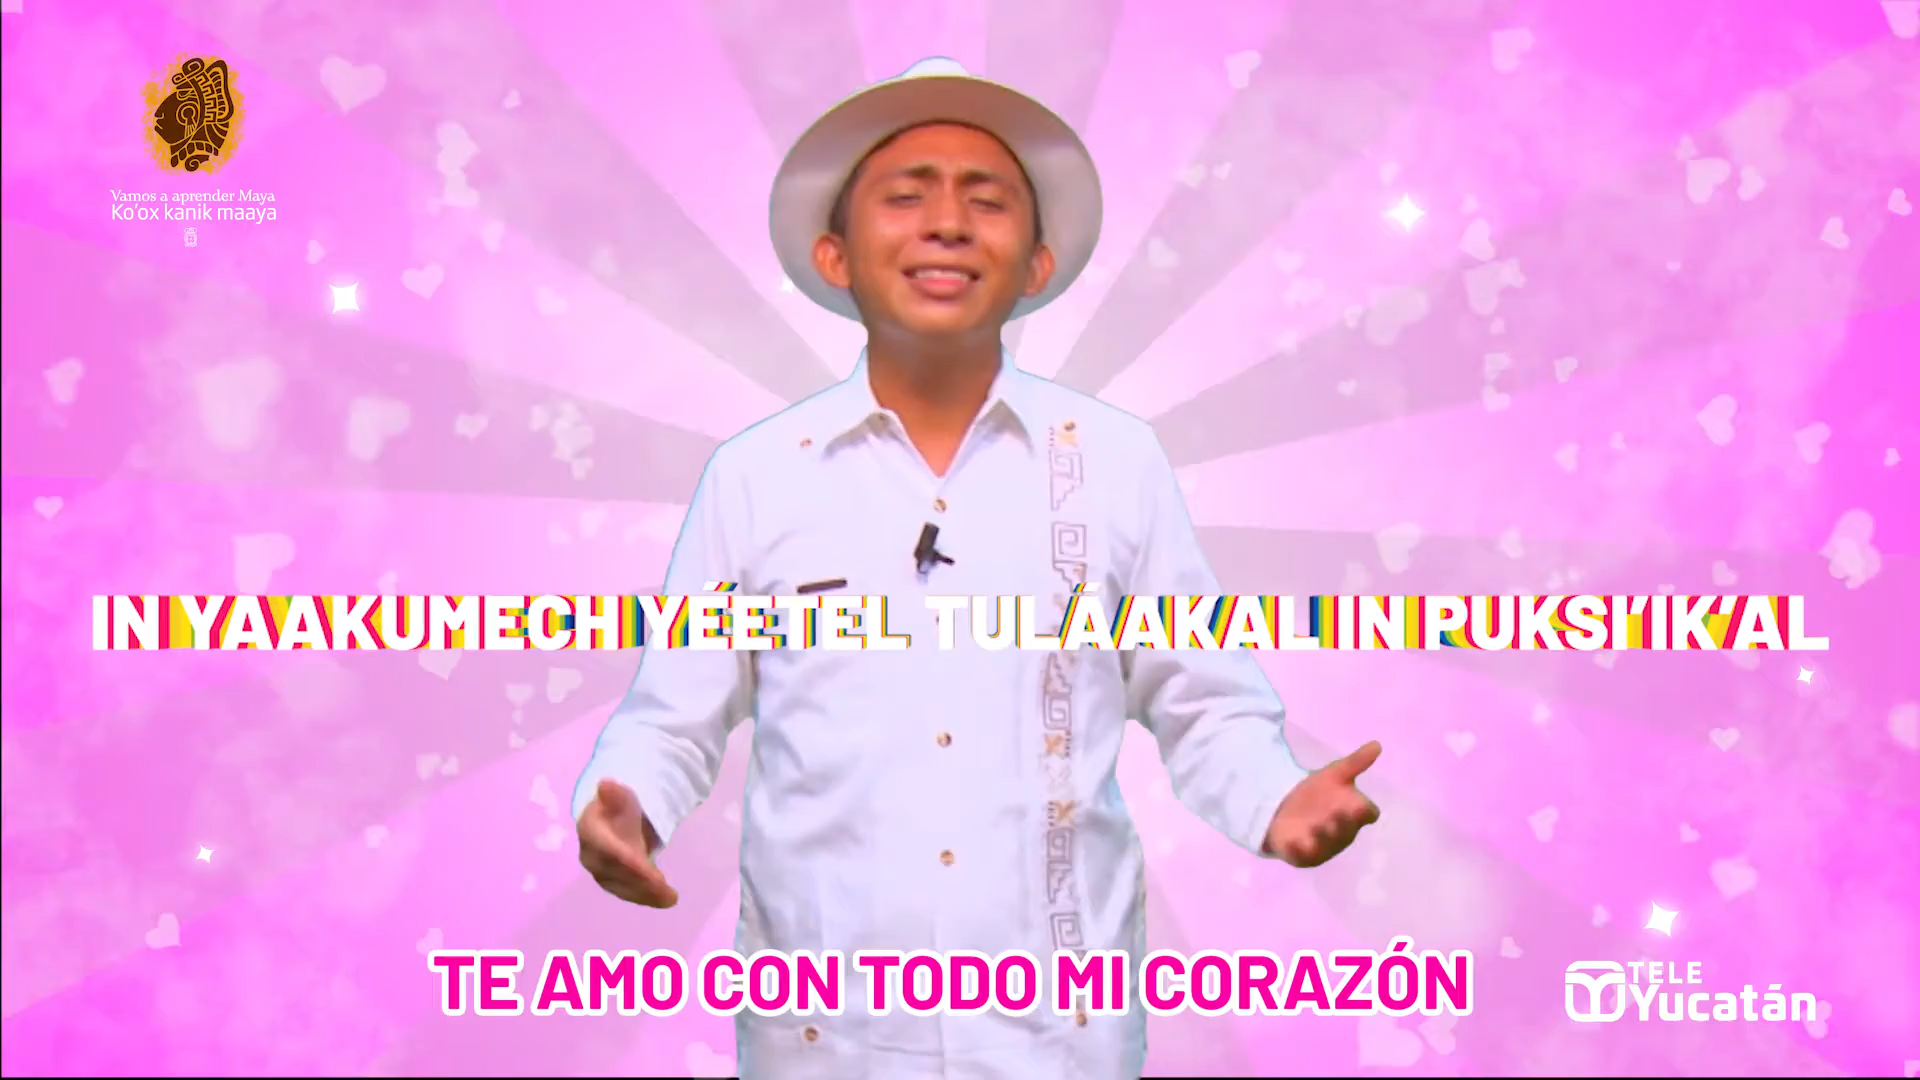 Vamos a aprender Maya
Ko'ox kanik maaya
IN YAAKUMECH YÉETEL TULÁAKAL IN PUKSI'IK'AL
TE AMO CON TODO MI CORAZÓN
TELE
Yucatán